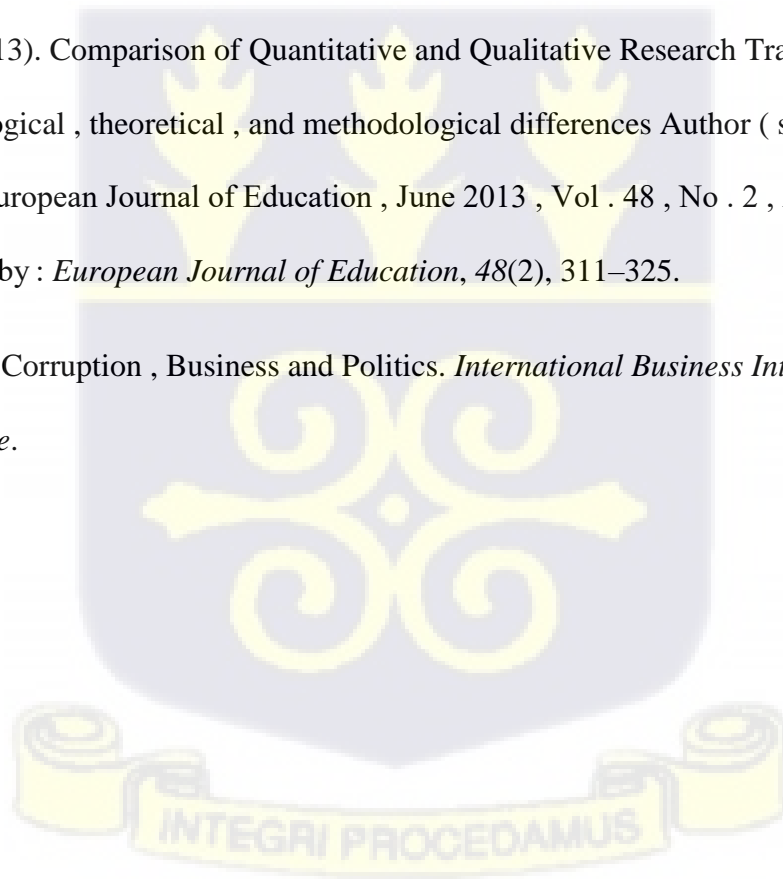 13). Comparison of Quantitative and Qualitative Research Tra
ogical , theoretical , and methodological differences Author ( s
uropean Journal of Education , June 2013 , Vol . 48 , No . 2 ,
by : European Journal of Education, 48(2), 311–325.
Corruption , Business and Politics. International Business Int
e.
INTEGRI PROCEDAMUS